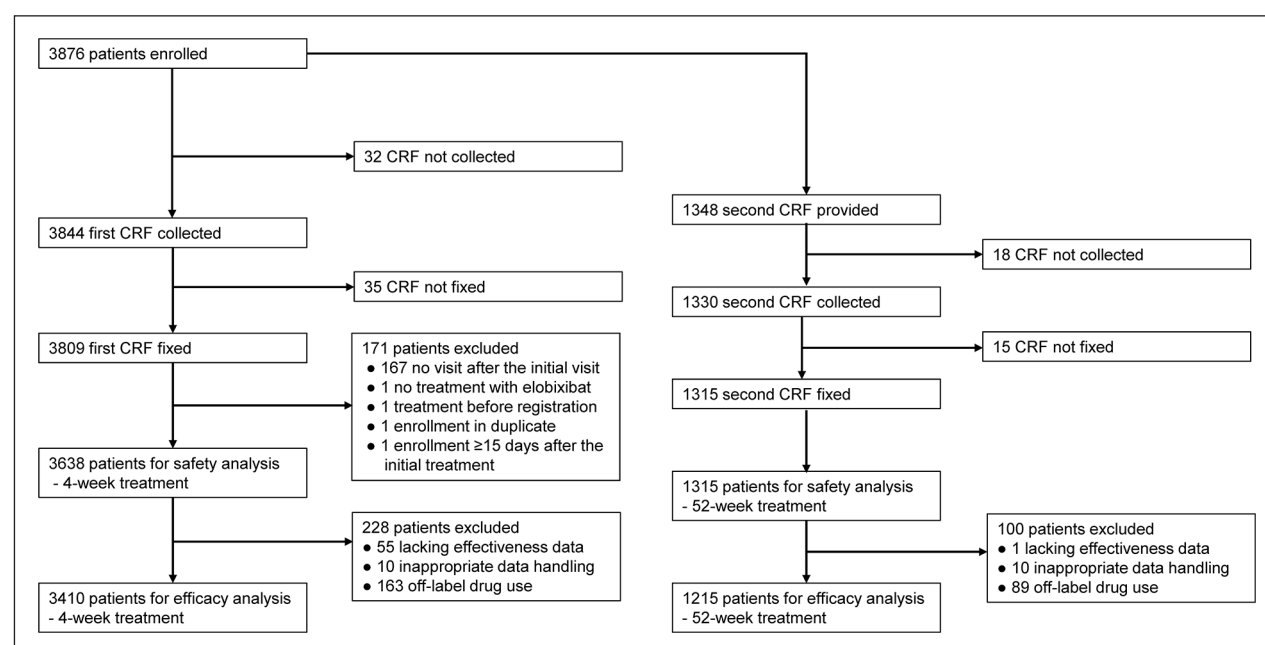 3876 patients enrolled
32 CRF not collected
3844 first CRF collected
35 CRF not fixed
3809 first CRF fixed
171 patients excluded
● 167 no visit after the initial visit
● 1 no treatment with elobixibat
● 1 treatment before registration
● 1 enrollment in duplicate
● 1 enrollment ≥15 days after the
initial treatment
3638 patients for safety analysis
- 4-week treatment
228 patients excluded
● 55 lacking effectiveness data
● 10 inappropriate data handling
● 163 off-label drug use
3410 patients for efficacy analysis
- 4-week treatment
1348 second CRF provided
18 CRF not collected
1330 second CRF collected
15 CRF not fixed
1315 second CRF fixed
1315 patients for safety analysis
- 52-week treatment
100 patients excluded
● 1 lacking effectiveness data
● 10 inappropriate data handling
● 89 off-label drug use
1215 patients for efficacy analysis
- 52-week treatment